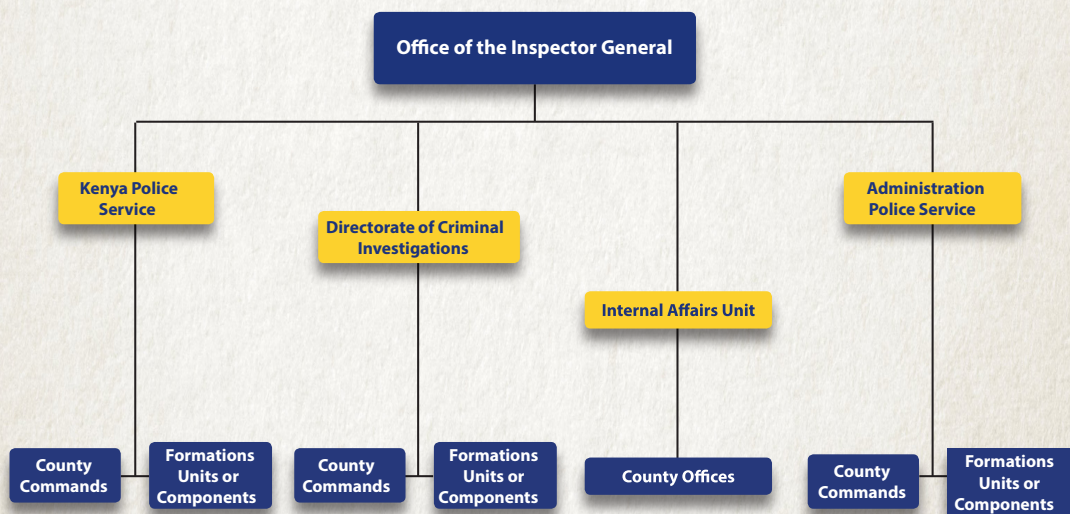 Office of the Inspector General
Kenya Police
Service
Administration
Police Service
Directorate of Criminal
Investigations
Internal Affairs Unit
County
Commands
Formations
Units or
Components
County
Commands
Formations
Units or
Components
County Offices
County
Commands
Formations
Units or
Components